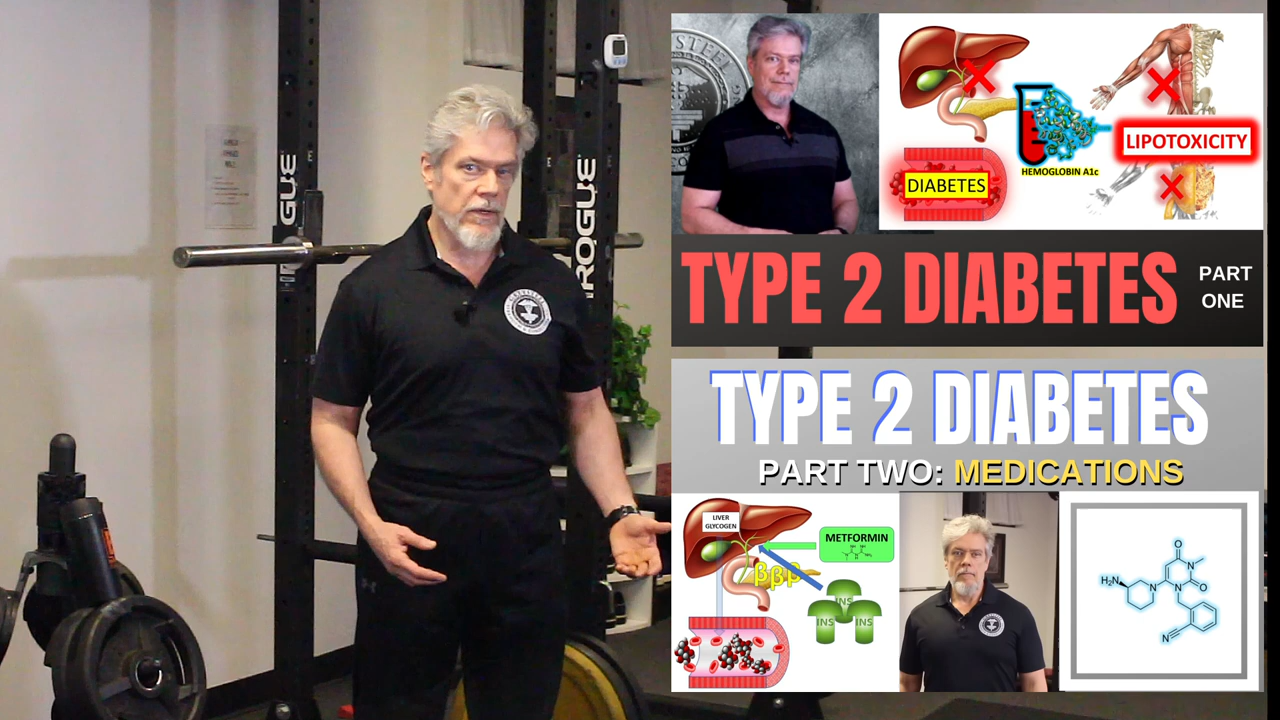 ROGUE
ROGUE
DIABETES
HEMOGLOBIN A1c
LIPOTOXICITY
TYPE 2 DIABETES
PART
ONE
TYPE 2 DIABETES
PART TWO: MEDICATIONS
LIVER
GLYCOGEN
METFORMIN
βββ
INS
INS
INS
H₂N
N
N
O
N
O
N